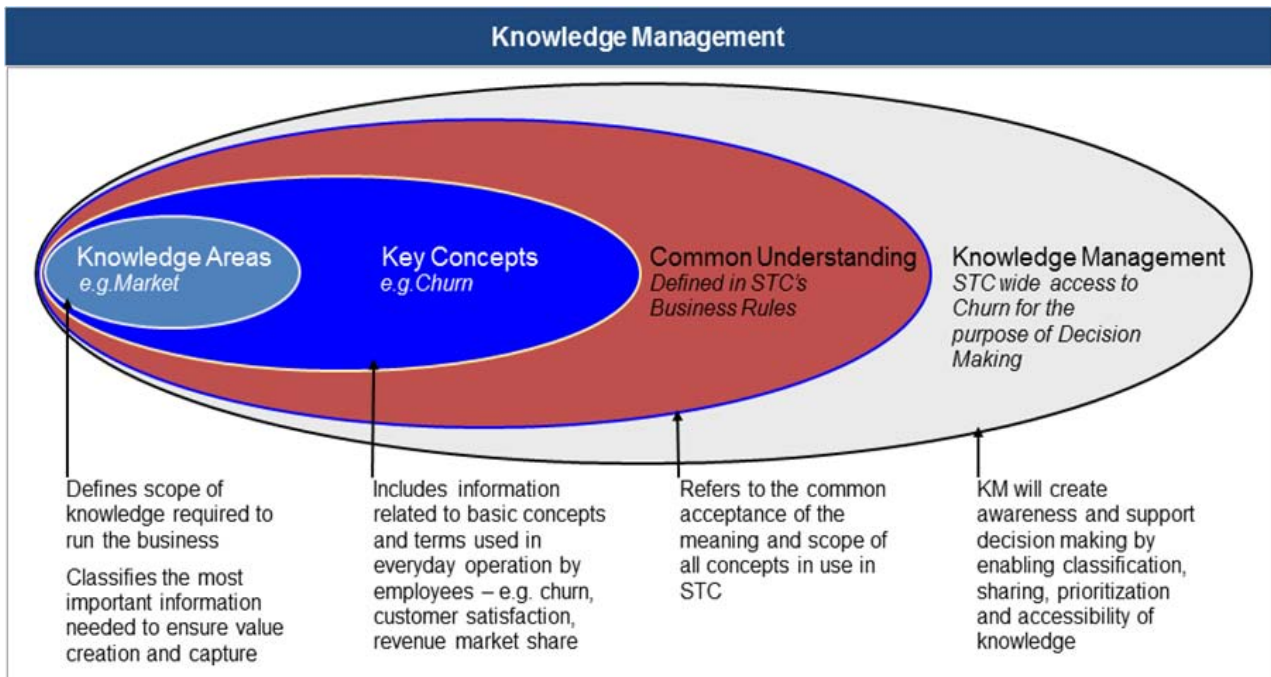 Knowledge Management
Knowledge Areas
e.g.Market
Key Concepts
e.g.Churn
Common Understanding
Defined in STC's
Business Rules
Knowledge Management
STC wide access to
Churn for the
purpose of Decision
Making
Defines scope of
knowledge required to
run the business
Classifies the most
important information
needed to ensure value
creation and capture
Includes information
related to basic concepts
and terms used in
everyday operation by
employees – e.g. churn,
customer satisfaction,
revenue market share
Refers to the common
acceptance of the
meaning and scope of
all concepts in use in
STC
KM will create
awareness and support
decision making by
enabling classification,
sharing, prioritization
and accessibility of
knowledge